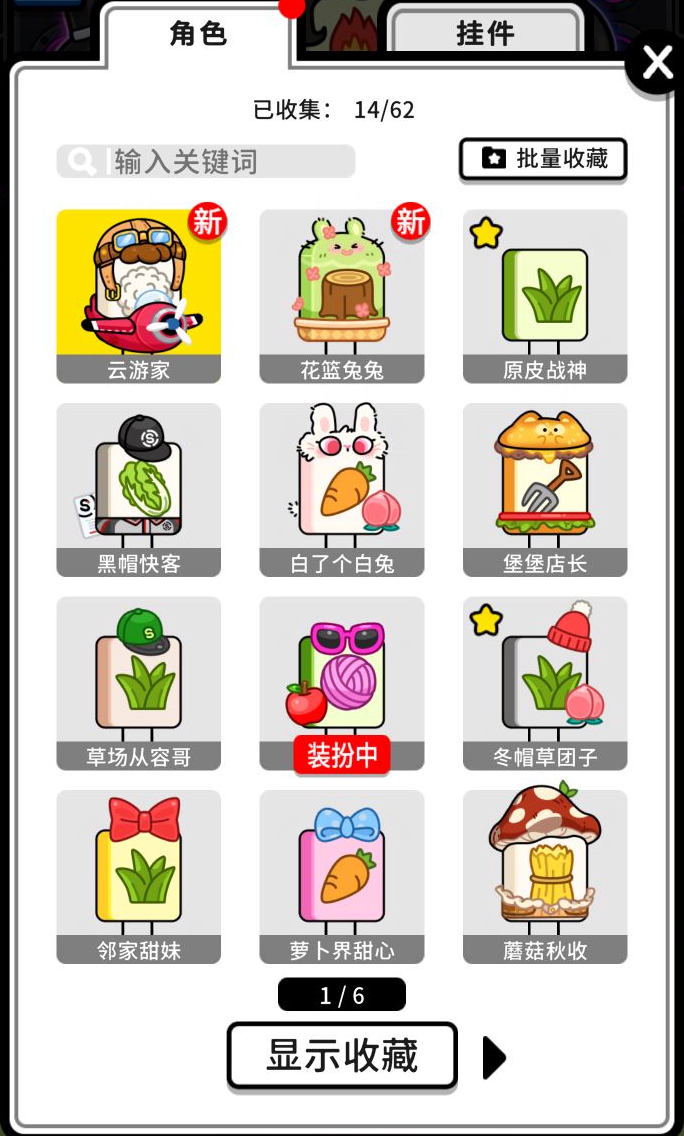 角色
挂件
X
已收集： 14/62
输入关键词
批量收藏
新
新
云游家
花篮兔兔
原皮战神
S
S
黑帽快客
白了个白兔
堡堡店长
S
草场从容哥
装扮中
冬帽草团子
邻家甜妹
萝卜界甜心
蘑菇秋收
1 / 6
显示收藏